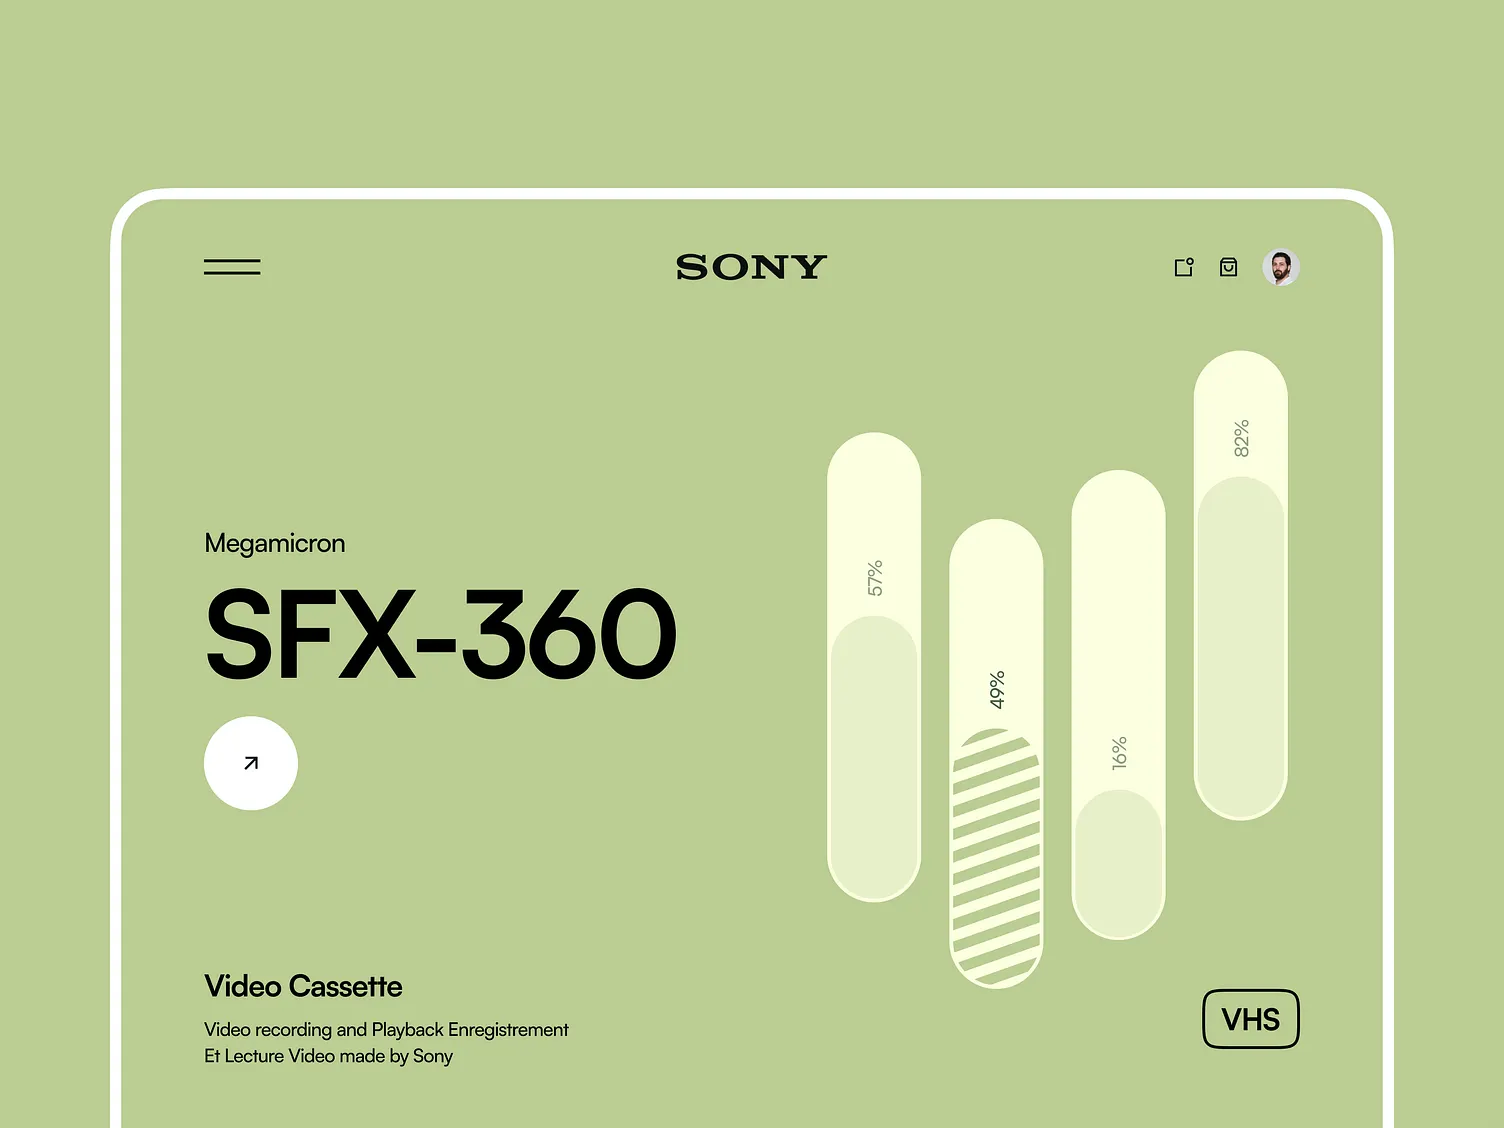 SONY
82%
57%
49%
16%
Megamicron
SFX-360
Video Cassette
Video recording and Playback Enregistrement
Et Lecture Video made by Sony
VHS